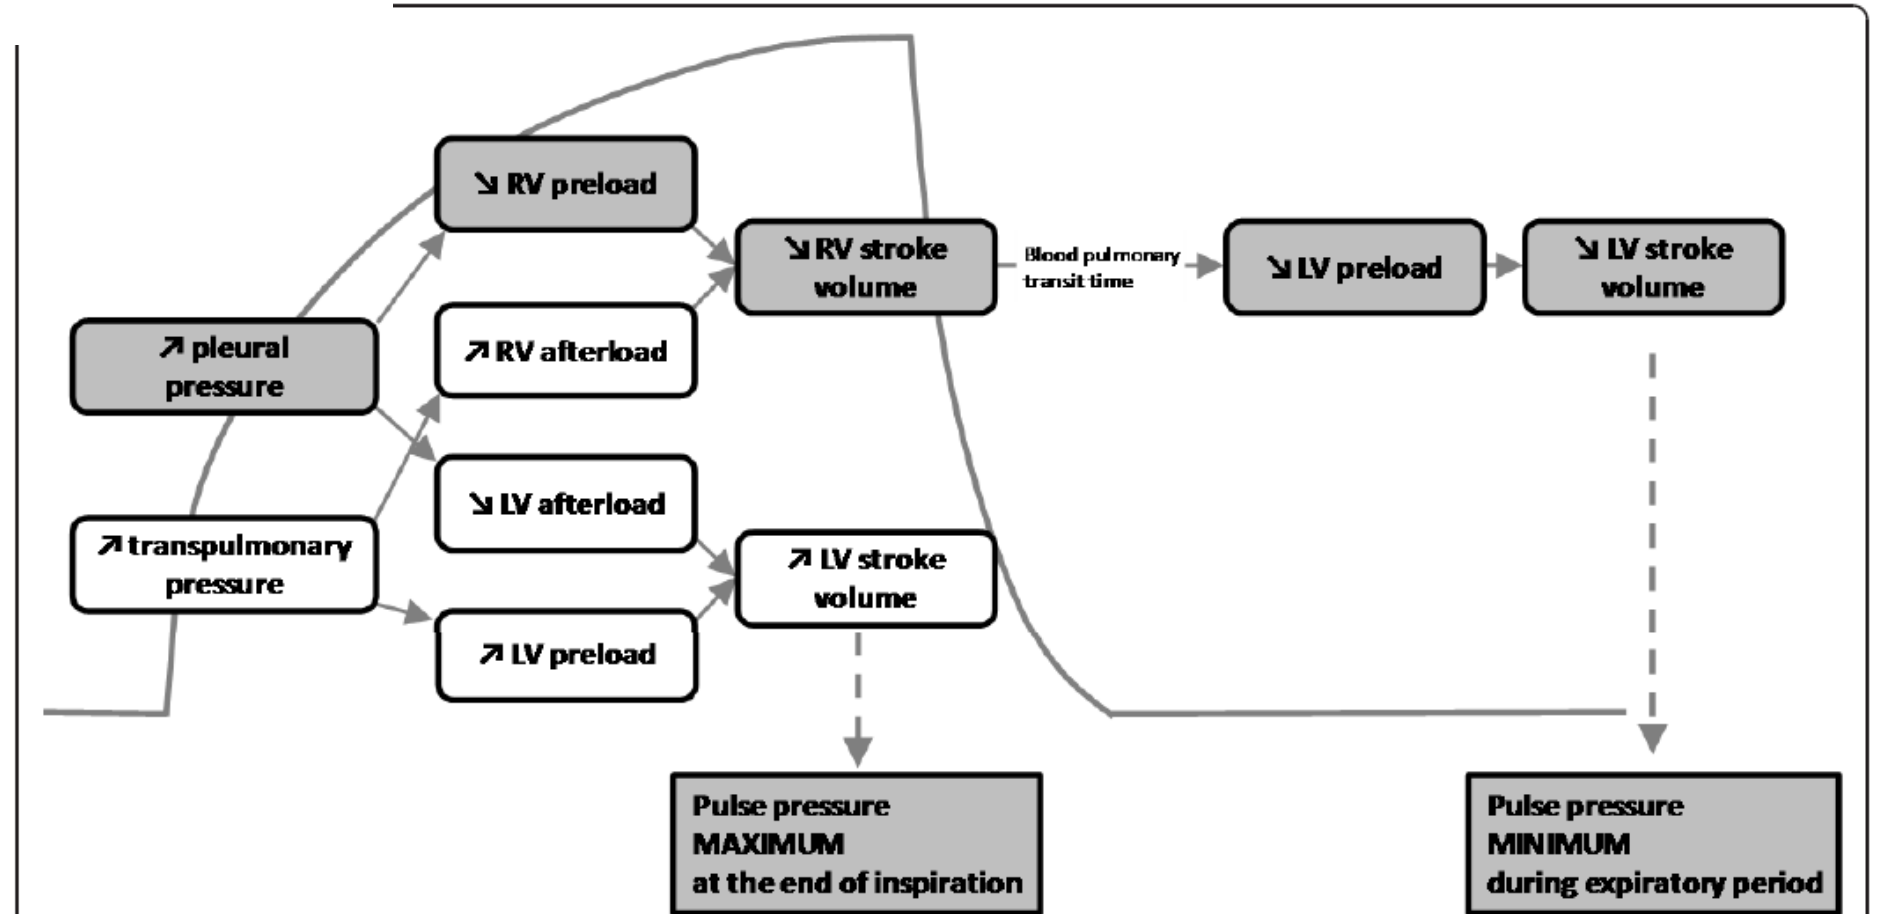 ↘ RV preload
↘ RV stroke
volume
Blood pulmonary
transit time
↘ LV preload
↘ LV stroke
volume
↗ pleural
pressure
↗ RV afterload
↘ LV afterload
↗ transpulmonary
pressure
↗ LV stroke
volume
↗ LV preload
Pulse pressure
MAXIMUM
at the end of inspiration
Pulse pressure
MINIMUM
during expiratory period